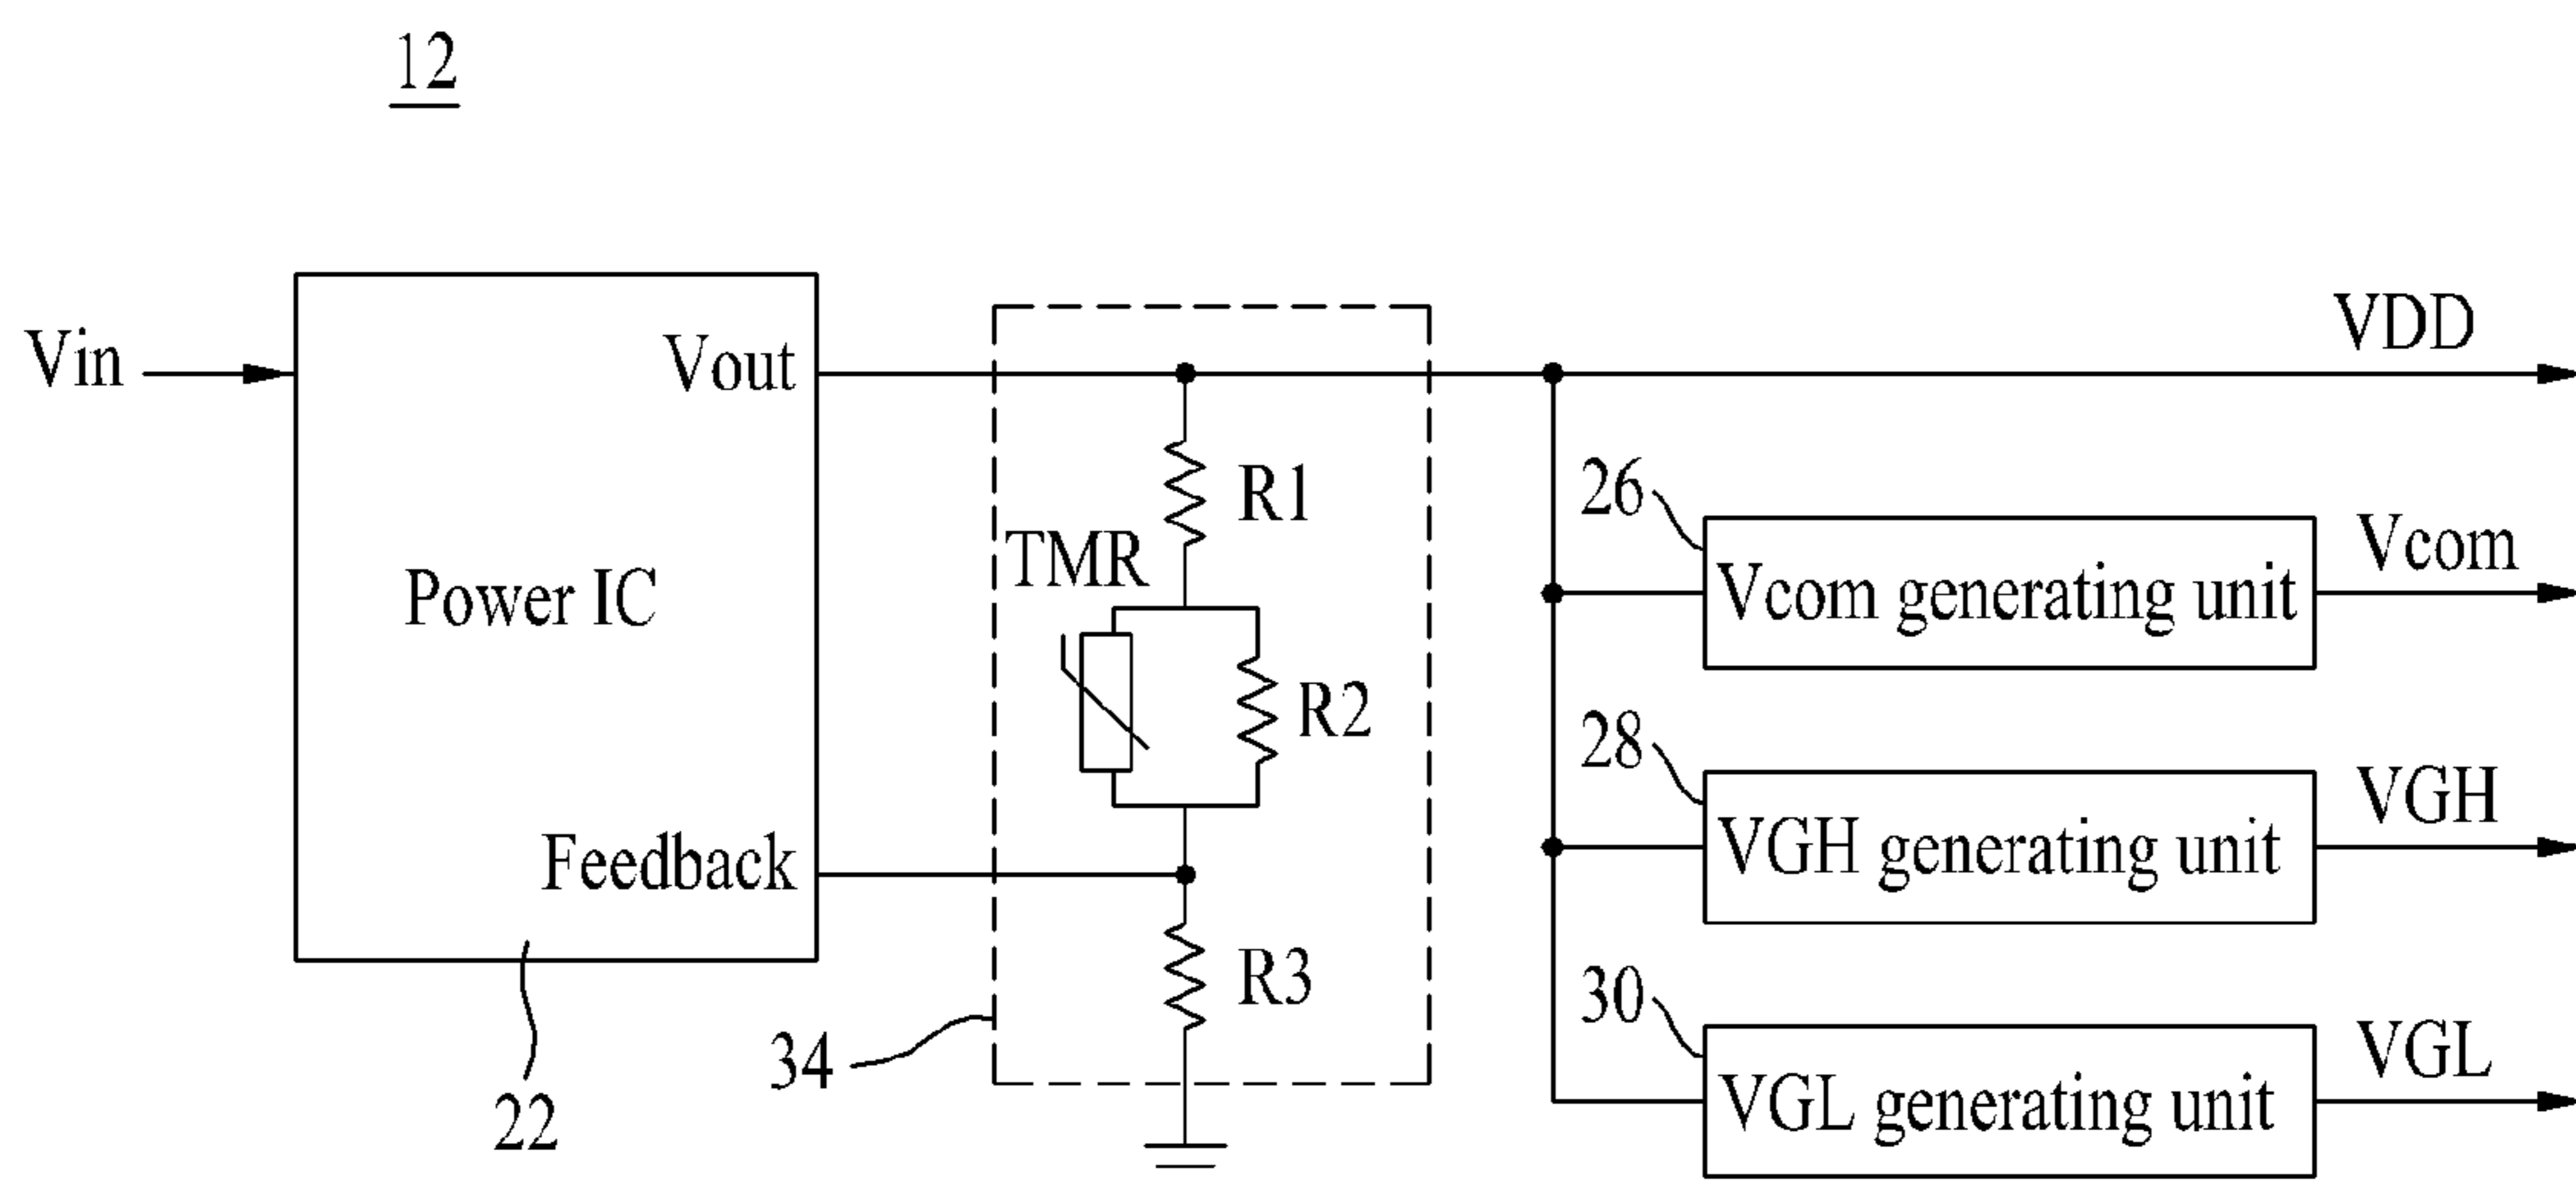 12
Vin
Vout
VDD
R1
26
Vcom
TMR
Power IC
Vcom generating unit
R2
28
VGH
VGH generating unit
Feedback
R3
30
VGL
34
VGL generating unit
22